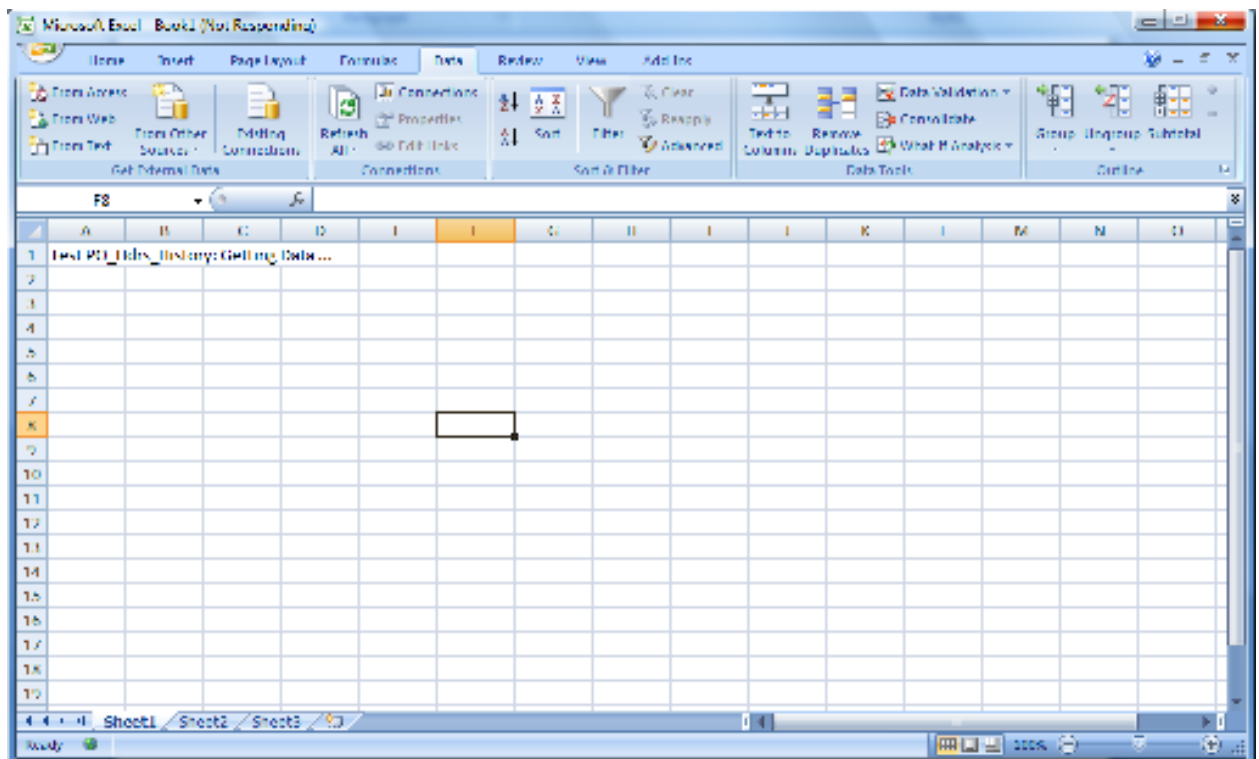 Microsoft Excel - Book1 (Not Responding)
Home Insert Page Layout Formulas Data Review View Add-Ins
From Access
From Web
From Text
From Other Sources
Existing Connections
Get External Data
Refresh All
Connections
Properties
Edit Links
Connections
Sort
Filter
Clear
Reapply
Advanced
Sort & Filter
Text to Columns
Remove Duplicates
Data Validation
Consolidate
What-If Analysis
Data Tools
Group Ungroup Subtotal
Outline
F8 fx
A B C D E F G H I J K L M N O
1 Test PO_Hdrs_History: Getting Data ...
2
3
4
5
6
7
8
9
10
11
12
13
14
15
16
17
18
19
Sheet1 Sheet2 Sheet3
Ready 100%